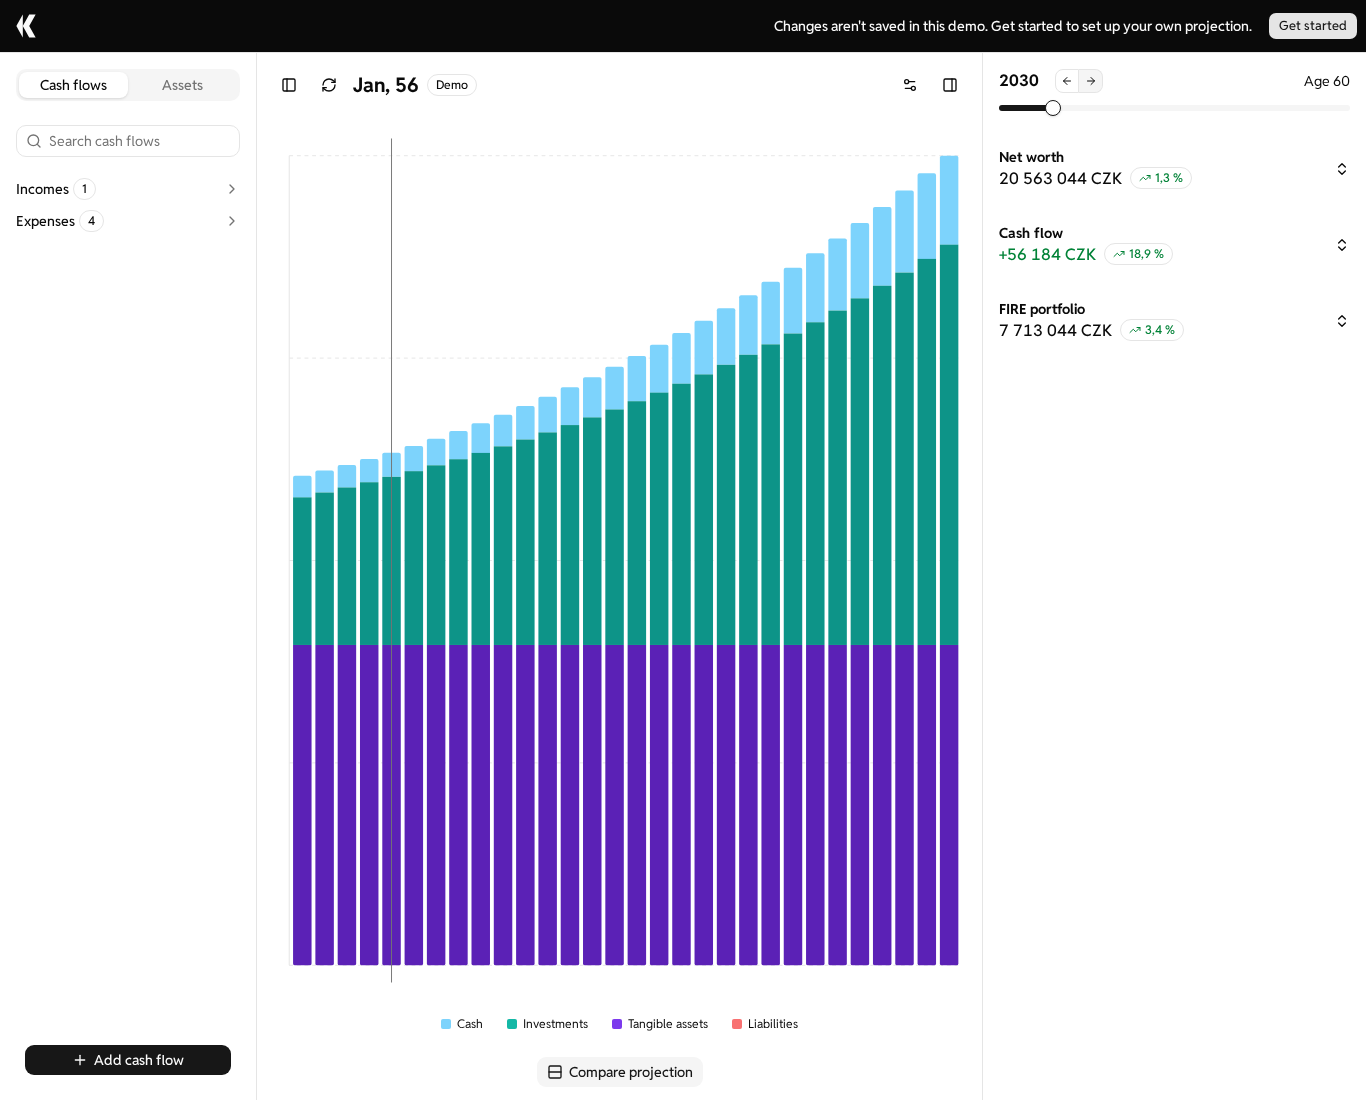 Changes aren't saved in this demo. Get started to set up your own projection.
Get started
Cash flows
Assets
Search cash flows
Incomes 1
Expenses 4
Add cash flow
Jan, 56
Demo
Cash
Investments
Tangible assets
Liabilities
Compare projection
2030
Age 60
Net worth
20 563 044 CZK
1,3 %
Cash flow
+56 184 CZK
18,9 %
FIRE portfolio
7 713 044 CZK
3,4 %